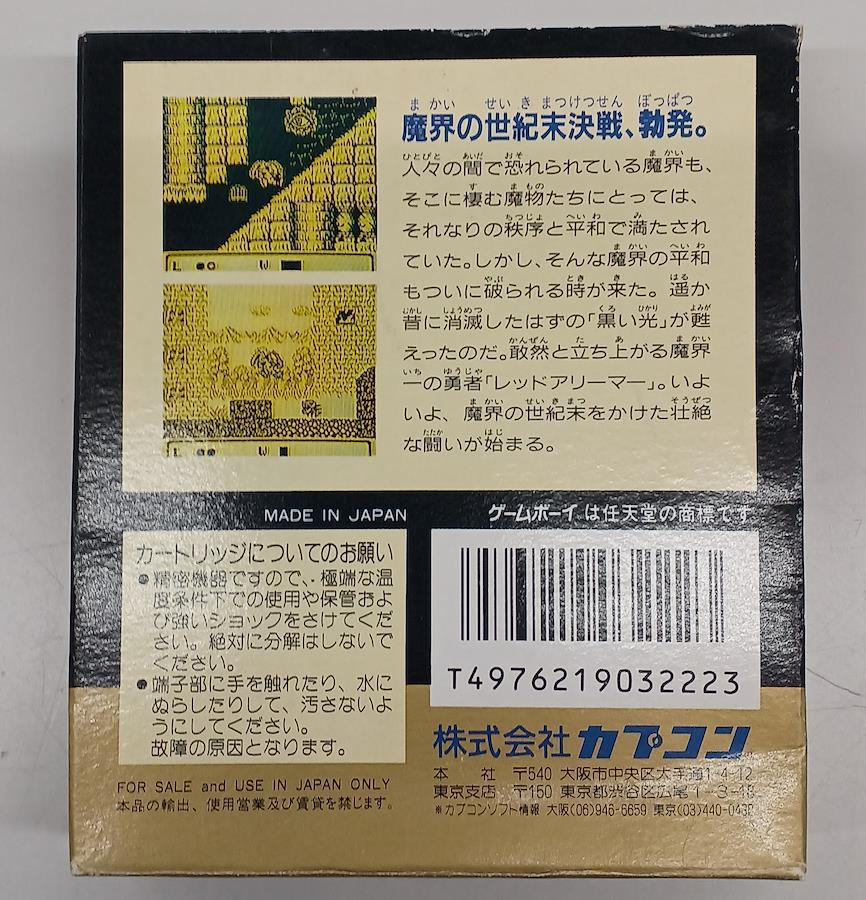 魔界の世紀末決戦、勃発。
人々の間で恐れられている魔界も、
そこに棲む魔物たちにとっては、
それなりの秩序と平和で満たされ
ていた。しかし、そんな魔界の平和
もついに破られる時が来た。遥か
昔に消滅したはずの「黒い光」が甦
えったのだ。敢然と立ち上がる魔界
一の勇者「レッドアリーマー」。いよ
いよ、魔界の世紀末をかけた壮絶
な闘いが始まる。
MADE IN JAPAN
ゲームボーイは任天堂の商標です
カートリッジについてのお願い
●精密機器ですので、極端な温
度条件下での使用や保管およ
び強いショックをさけてくだ
さい。絶対に分解はしないで
ください。
●端子部に手を触れたり、水に
ぬらしたりして、汚さないよ
うにしてください。
故障の原因となります。
T4976219032223
株式会社カプコン
本 社 〒540 大阪市中央区大手通1-4-12
東京支店 〒150 東京都渋谷区広尾1-3-18
※カプコンソフト情報 大阪(06)946-6659 東京(03)440-
FOR SALE and USE IN JAPAN ONLY
本品の輸出、使用営業及び賃貸を禁じます。